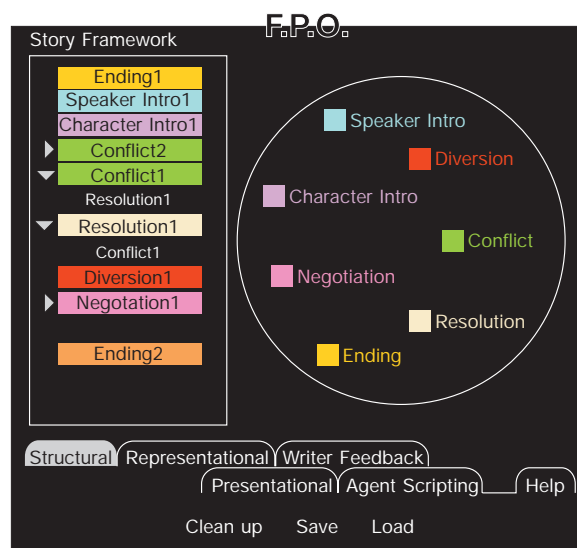 F.P.O.
Story Framework
Ending1
Speaker Intro1
Character Intro1
Conflict2
Conflict1
Resolution1
Resolution1
Conflict1
Diversion1
Negotation1
Ending2
Speaker Intro
Diversion
Character Intro
Conflict
Negotiation
Resolution
Ending
Structural Representational Writer Feedback
Presentational Agent Scripting Help
Clean up Save Load